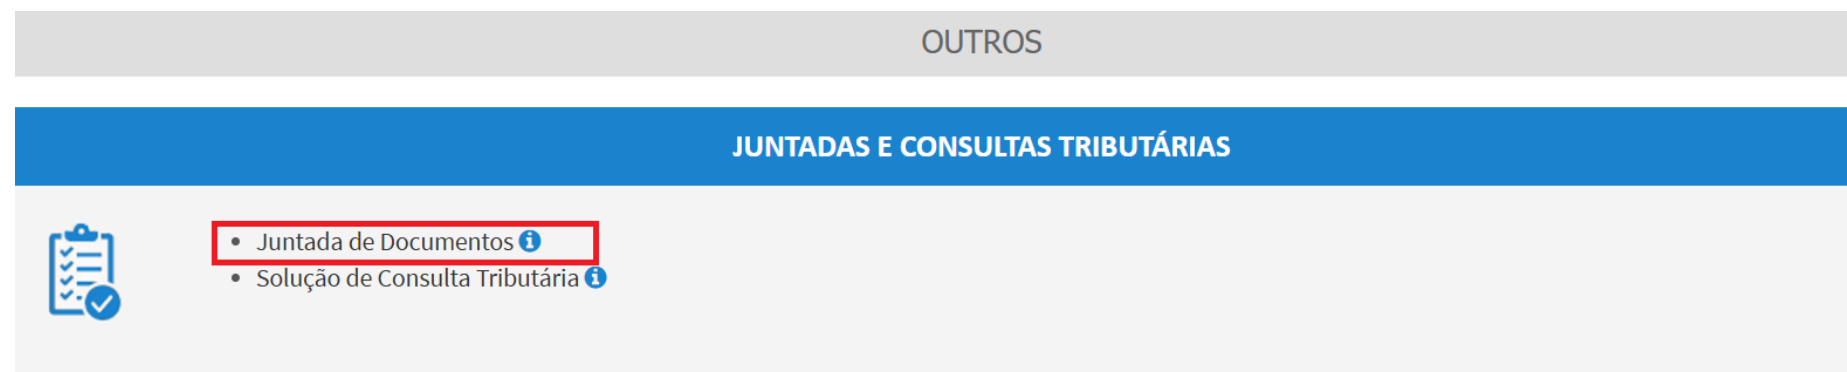 OUTROS
JUNTADAS E CONSULTAS TRIBUTÁRIAS
• Juntada de Documentos
• Solução de Consulta Tributária